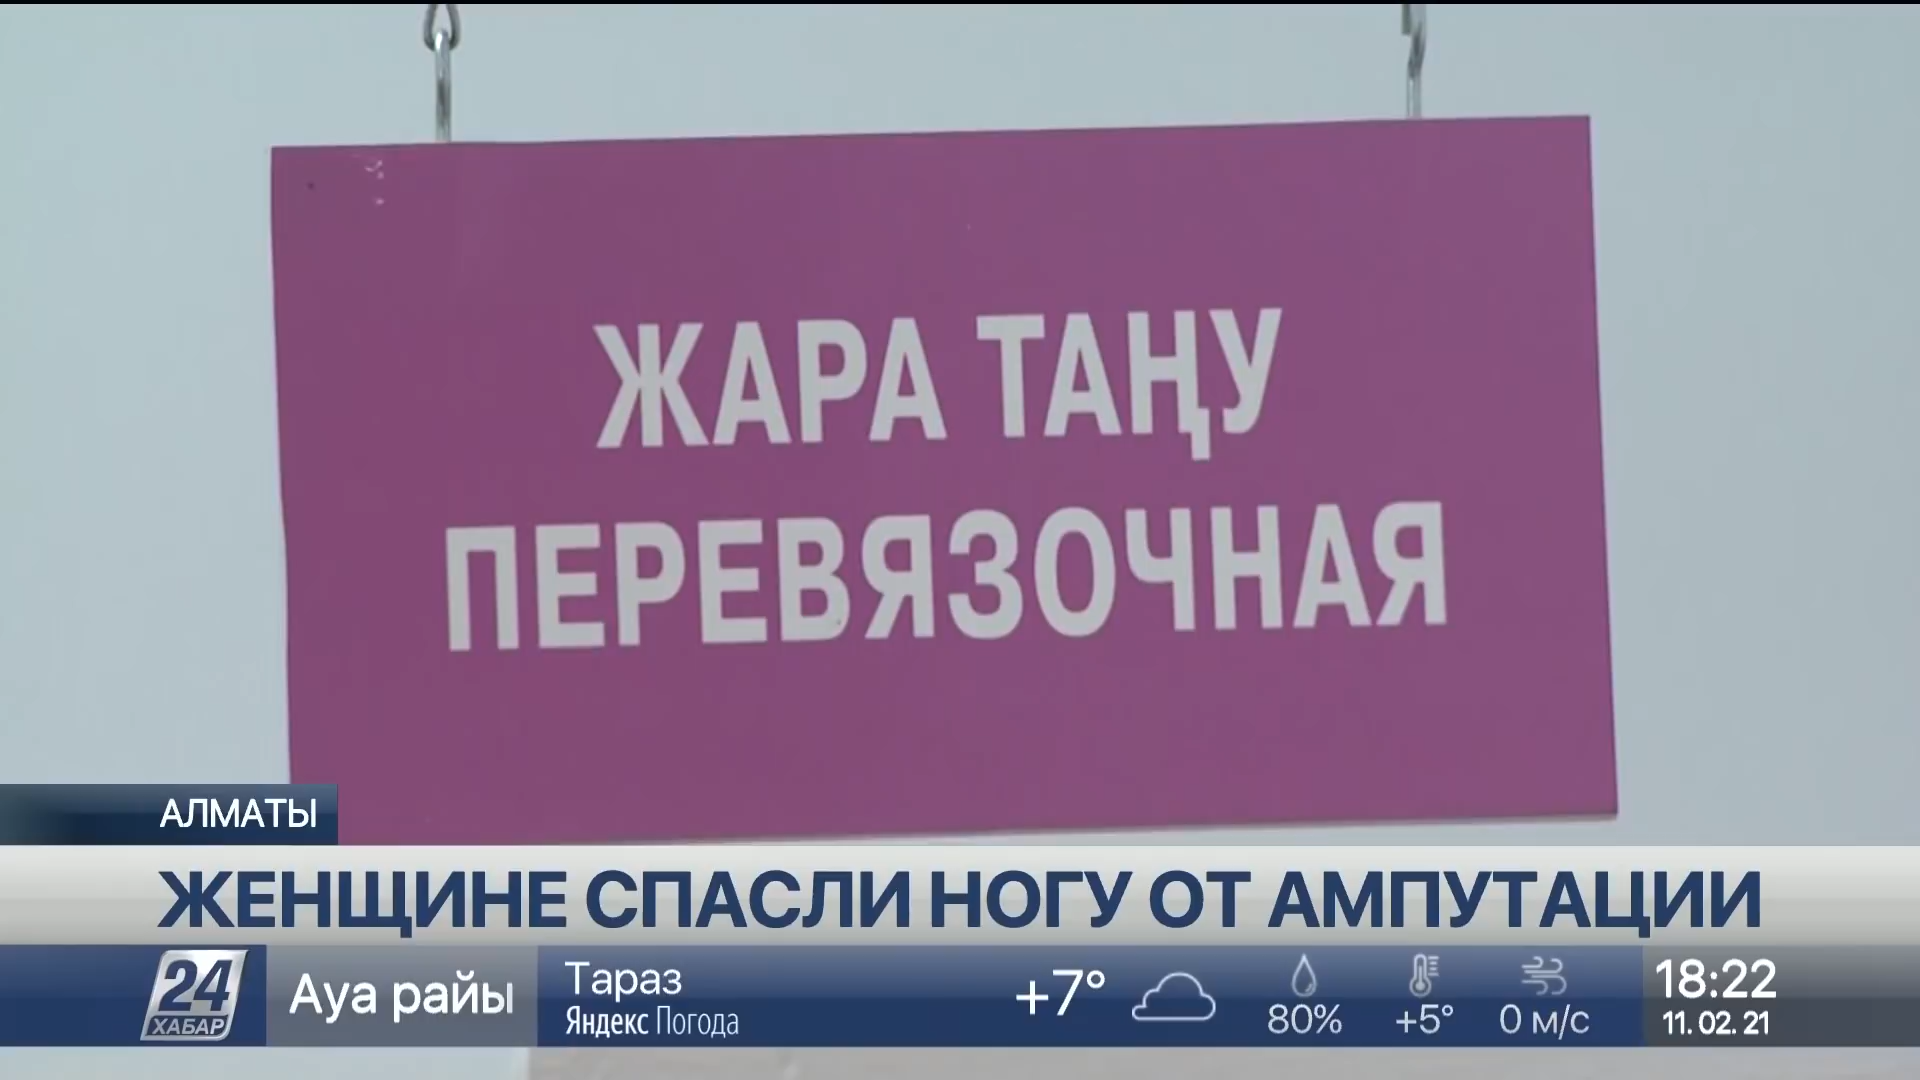 ЖАРА ТАҢУ
ПЕРЕВЯЗОЧНАЯ
АЛМАТЫ
ЖЕНЩИНЕ СПАСЛИ НОГУ ОТ АМПУТАЦИИ
24 ХАБАР
Ауа райы
Тараз
Яндекс Погода
+7°
80%
+5°
0 м/с
18:22
11. 02. 21